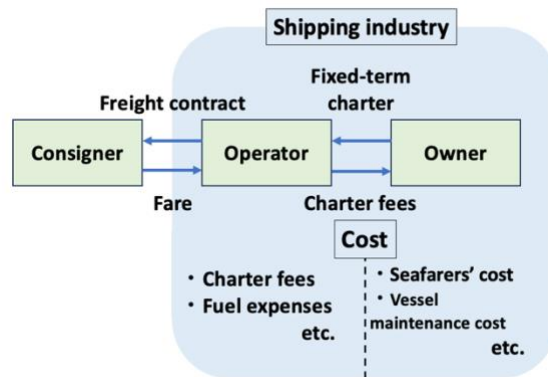 Shipping industry
Freight contract
Fixed-term
charter
Consigner
Operator
Owner
Fare
Charter fees
Cost
・Charter fees
・Fuel expenses
etc.
・Seafarers' cost
・Vessel
maintenance cost
etc.